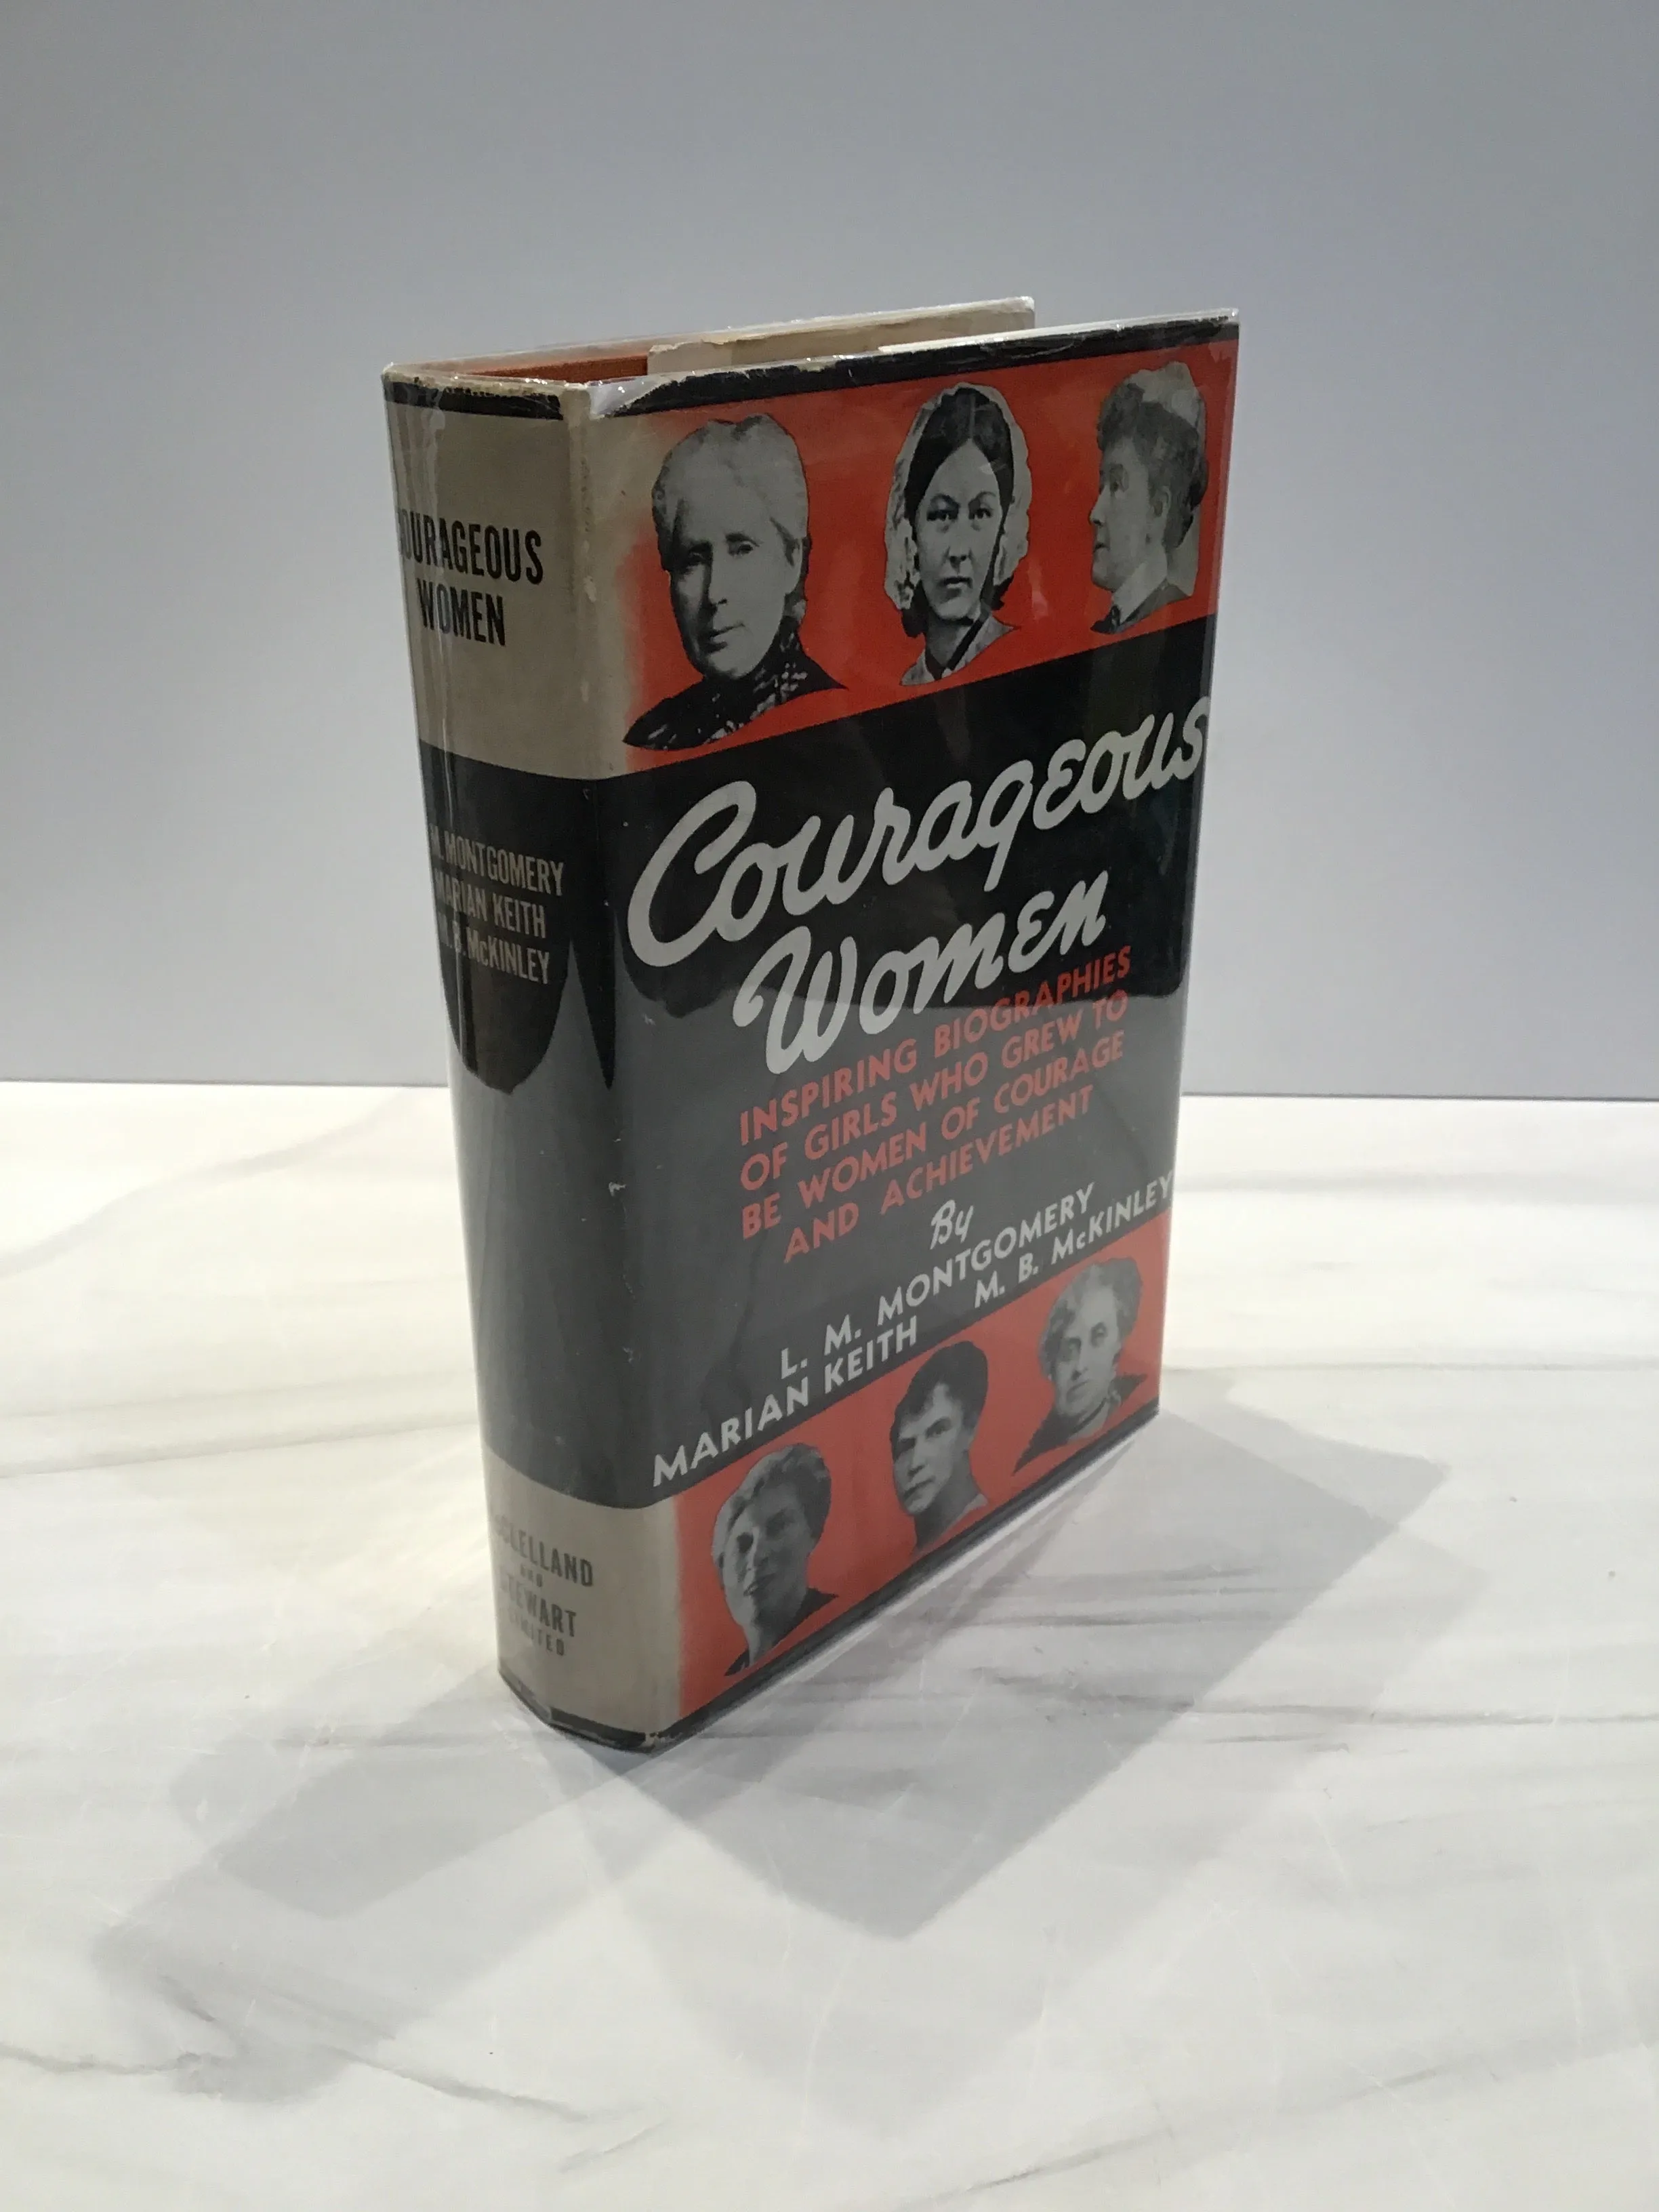 COURAGEOUS
WOMEN
M. MONTGOMERY
MARIAN KEITH
M. B. McKINLEY
McCLELLAND
AND
STEWART
LIMITED
Courageous
Women
INSPIRING BIOGRAPHIES
OF GIRLS WHO GREW TO
BE WOMEN OF COURAGE
AND ACHIEVEMENT
By
L. M. MONTGOMERY
MARIAN KEITH M. B. McKINLEY